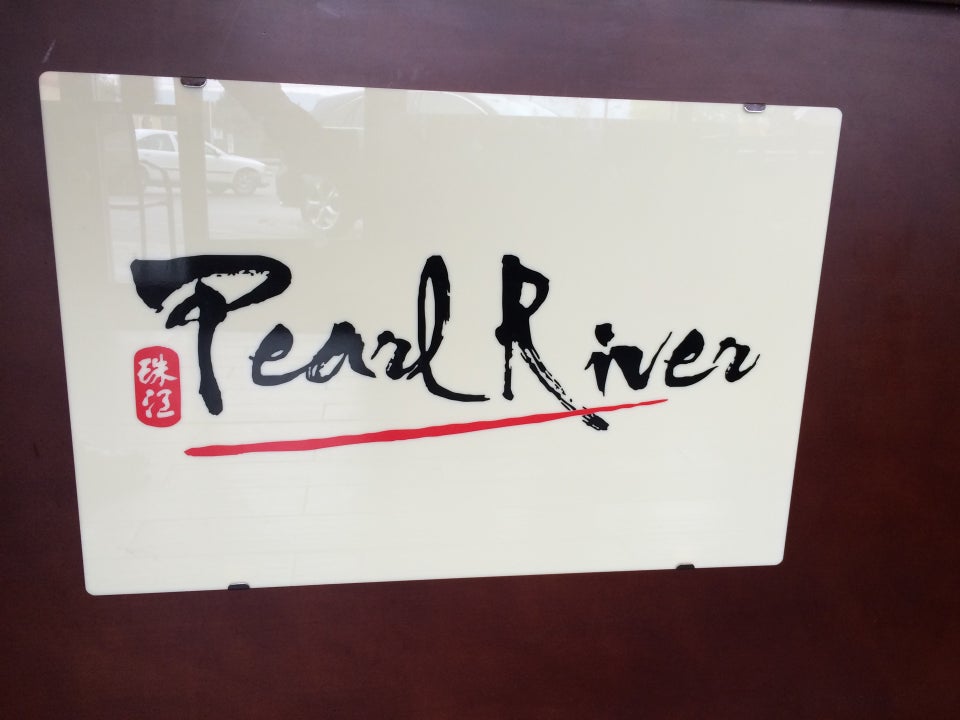 Pearl River
珠江